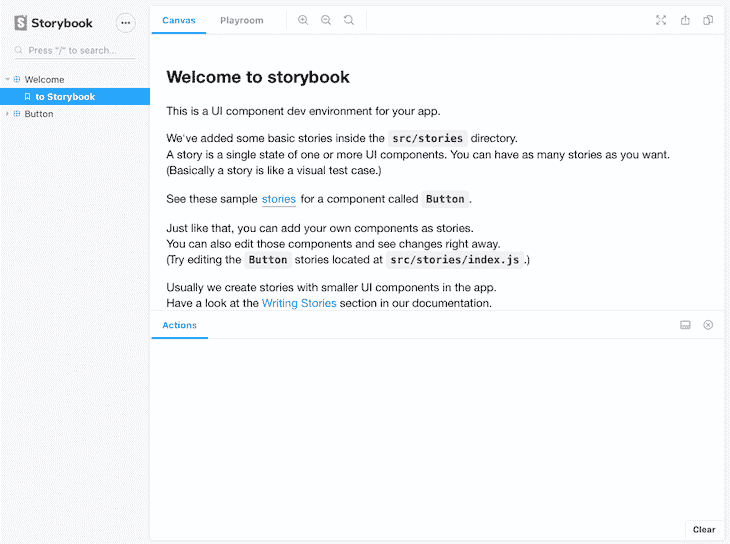 Storybook
Press "/" to search...
Welcome
to Storybook
Button
Canvas Playroom
Welcome to storybook
This is a UI component dev environment for your app.
We've added some basic stories inside the src/stories directory.
A story is a single state of one or more UI components. You can have as many stories as you want.
(Basically a story is like a visual test case.)
See these sample stories for a component called Button.
Just like that, you can add your own components as stories.
You can also edit those components and see changes right away.
(Try editing the Button stories located at src/stories/index.js.)
Usually we create stories with smaller UI components in the app.
Have a look at the Writing Stories section in our documentation.
Actions
Clear